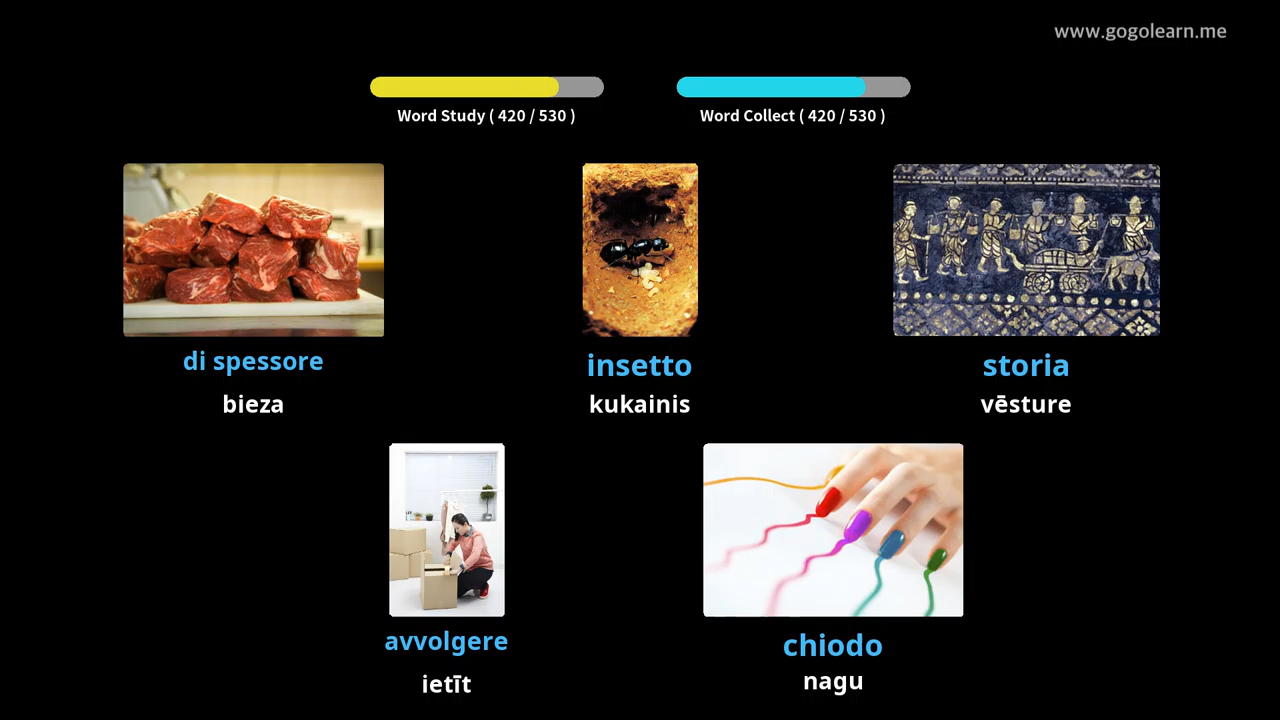 www.gogolearn.me
Word Study ( 420 / 530 )
Word Collect ( 420 / 530 )
di spessore
bieza
insetto
kukainis
storia
vēsture
avvolgere
ietīt
chiodo
nagu